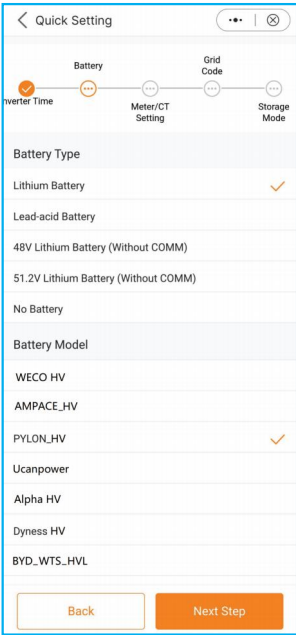 Quick Setting
Battery
Grid
Code
nverter Time
Meter/CT
Setting
Storage
Mode
Battery Type
Lithium Battery
Lead-acid Battery
48V Lithium Battery (Without COMM)
51.2V Lithium Battery (Without COMM)
No Battery
Battery Model
WECO HV
AMPACE_HV
PYLON_HV
Ucanpower
Alpha HV
Dyness HV
BYD_WTS_HVL
Back
Next Step